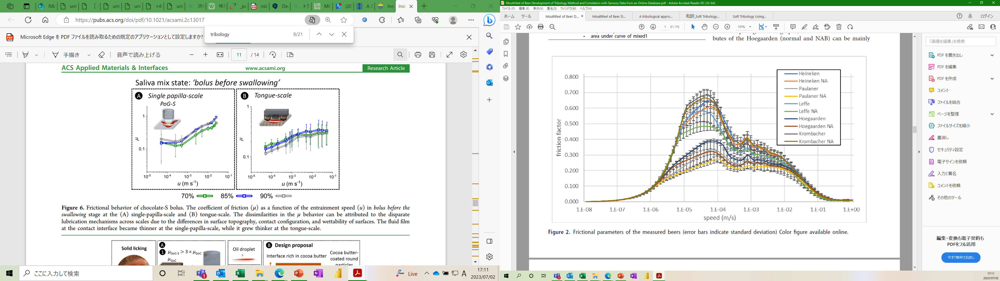 R&
unt
[
unt
unt
<4
unt
渋
味
_pc
nsl
De
トラ
MC
(20
A 3
Ins
Insi
https://pubs.acs.org/doi/pdf/10.1021/acsami.2c13017
tribology 8/21
Microsoft Edge を PDF ファイルを読み取るための既定のアプリケーションとして設定しますか?
手描き
音声で読み上げる
11 / 14
ACS Applied Materials & Interfaces
www.acsami.org
Research Article
Saliva mix state: 'bolus before swallowing'
A Single papilla-scale
PoG-S
1
μ
0.1
10-5 10-4 10-3 10-2 10-1
u (m s-1)
B Tongue-scale
1
μ
0.1
10-5 10-4 10-3 10-2 10-1
u (m s-1)
70% 85% 90%
Figure 6. Frictional behavior of chocolate-S bolus. The coefficient of friction (μ) as a function of the entrainment speed (u) in bolus before the
swallowing stage at the (A) single-papilla-scale and (B) tongue-scale. The dissimilarities in the μ behavior can be attributed to the disparate
lubrication mechanisms across scales due to the differences in surface topography, contact configuration, and wettability of surfaces. The fluid film
at the contact interface became thinner at the single-papilla-scale, while it grew thinker at the tongue-scale.
Solid licking
A
1 μGoC-S > 3 × μGoC
μGoC
Oil droplet
B Design proposal
Interface rich in cocoa butter
Cocoa butter-
coated round
particles
ここに入力して検索
Live
A
17:11
2023/07/02
Mouthfeel of Beer Development of Tribology Method and Correlation with Sensory Data from an Online Database.pdf - Adobe Acrobat Reader DC (32-bit)
ファイル(F) 編集(E) 表示(V) 署名(S) ウィンドウ(W) ヘルプ(H)
ホーム ツール
Mouthfeel of Beer D...
Mouthfeel of Beer D...
A tribological appro...
和訳_Soft Tribology...
Soft Tribology Using...
ログイン
1 (7 / 17)
157%
• area under curve of mixed1
butes of the Hoegaarden (normal and NAB) can be mainly
0.800
0.700
0.600
0.500
0.400
0.300
0.200
0.100
0.000
friction factor
1.E-08 1.E-07 1.E-06 1.E-05 1.E-04 1.E-03 1.E-02 1.E-01 1.E+00
speed (m/s)
Heineken
Heineken NA
Paulaner
Paulaner NA
Leffe
Leffe NA
Hoegaarden
Hoegaarden NA
Krombacher
Krombacher NA
Figure 2. Frictional parameters of the measured beers (error bars indicate standard deviation) Color figure available online.
「画像を編集」を検索
PDF を書き出し
PDF を編集
PDF を作成
コメント
ファイルを結合
ページを整理
ファイルサイズを縮小
墨消し
セキュリティ設定
電子サインを依頼
入力と署名
コメントを依頼
その他のツール
編集・変換も電子契約も
PDFをフル活用
今すぐ無料でお試し
17:11
2023/07/02